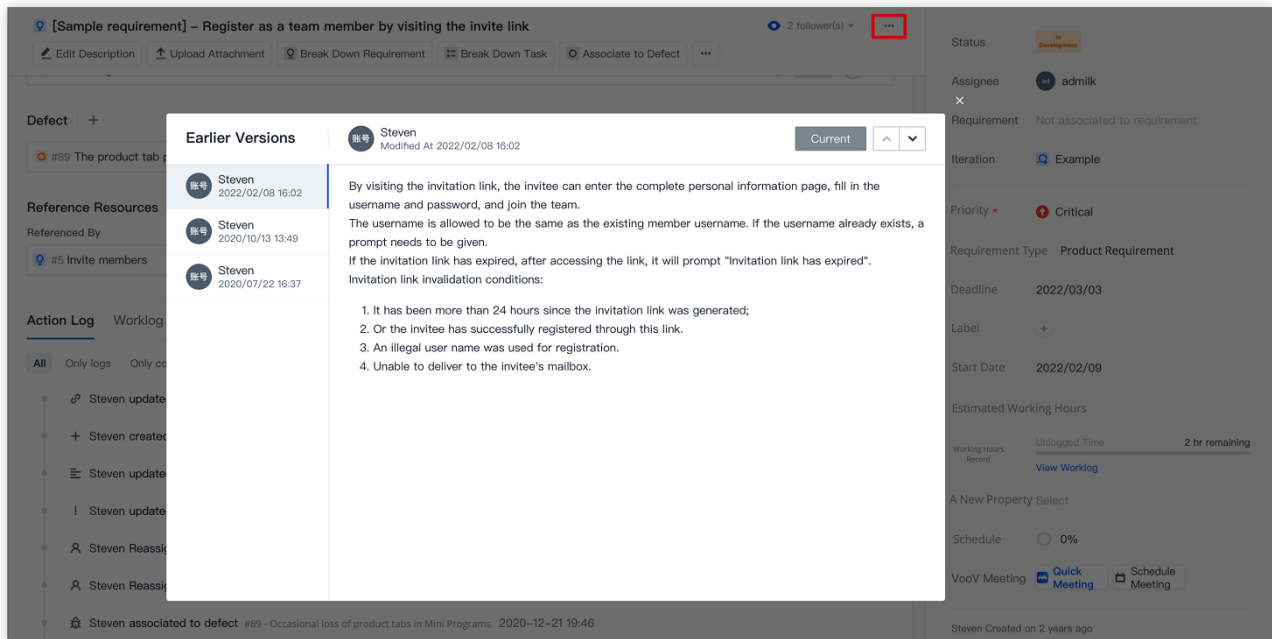 [Sample requirement] – Register as a team member by visiting the invite link
2 follower(s)
Edit Description
Upload Attachment
Break Down Requirement
Break Down Task
Associate to Defect
Defect
#89 The product tab
Reference Resources
Referenced By
#5 Invite members
Action Log
Worklog
All
Only logs
Only co
Steven update
Steven created
Steven update
Steven update
Steven Reassig
Steven Reassig
Steven associated to defect #89 - Occasional loss of product tabs in Mini Programs 2020-12-21 19:46
Earlier Versions
账号
Steven
2022/02/08 16:02
账号
Steven
2020/10/13 13:49
账号
Steven
2020/07/22 16:37
账号
Steven
Modified At 2022/02/08 16:02
Current
By visiting the invitation link, the invitee can enter the complete personal information page, fill in the
username and password, and join the team.
The username is allowed to be the same as the existing member username. If the username already exists, a
prompt needs to be given.
If the invitation link has expired, after accessing the link, it will prompt "Invitation link has expired".
Invitation link invalidation conditions:
1. It has been more than 24 hours since the invitation link was generated;
2. Or the invitee has successfully registered through this link.
3. An illegal user name was used for registration.
4. Unable to deliver to the invitee's mailbox.
Status
In
Development
Assignee
ad
admilk
Requirement
Not associated to requirement
Iteration
Example
Priority *
Critical
Requirement Type
Product Requirement
Deadline
2022/03/03
Label
Start Date
2022/02/09
Estimated Working Hours
Working Hours
Record
Unlogged Time
2 hr remaining
View Worklog
A New Property
Select
Schedule
0%
VooV Meeting
Quick
Meeting
Schedule
Meeting
Steven Created on 2 years ago